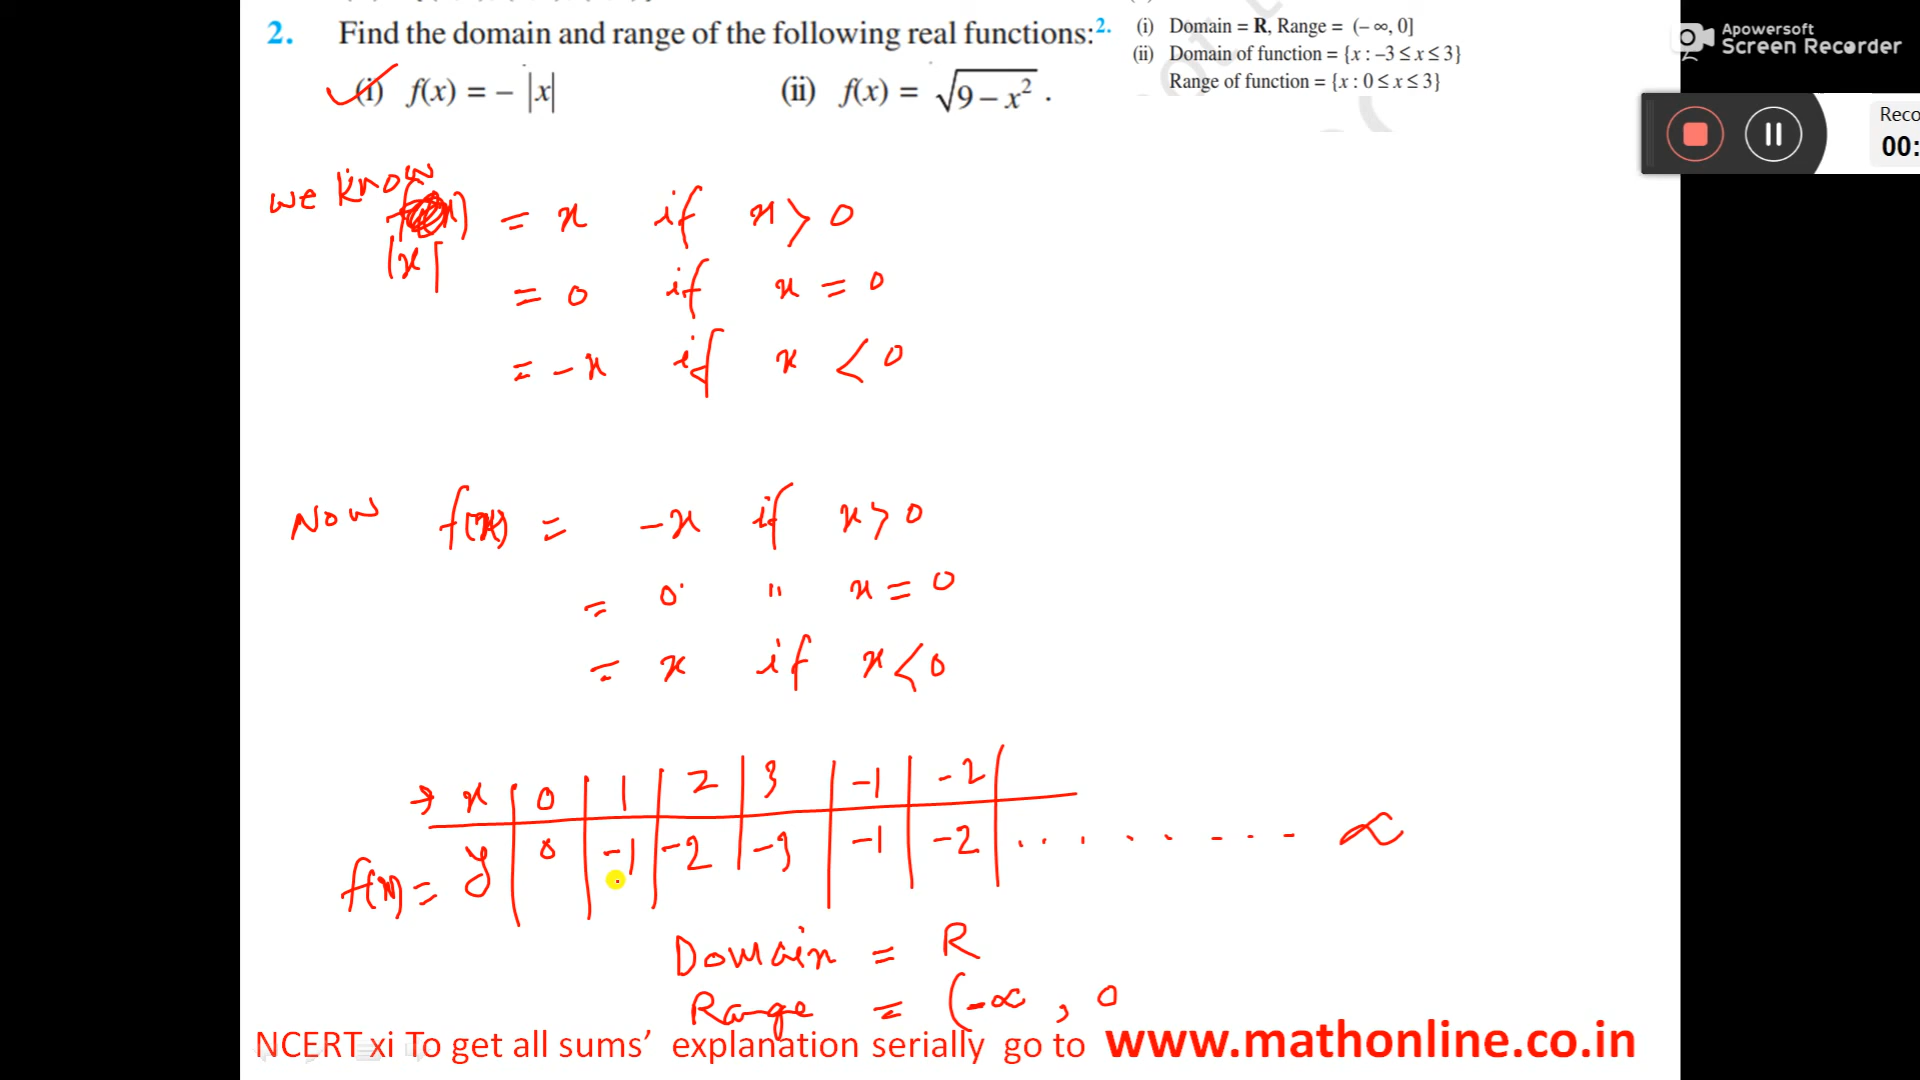 2. Find the domain and range of the following real functions:
(i) f(x) = – |x| (ii) f(x) = √9 – x² .
2. (i) Domain = R, Range = (– ∞, 0]
(ii) Domain of function = {x : –3 ≤ x ≤ 3}
Range of function = {x : 0 ≤ x ≤ 3}
Apowersoft
Screen Recorder
Reco
00:
we know
|x| = x if x > 0
= 0 if x = 0
= -x if x < 0
Now f(x) = -x if x > 0
= 0 " x = 0
= x if x < 0
→ x | 0 | 1 | 2 | 3 | -1 | -2 |
f(x) = y | 0 | -1 | -2 | -3 | -1 | -2 | ......... ∝
Domain = R
Range = (-∝ , 0
NCERT xi To get all sums’ explanation serially go to www.mathonline.co.in